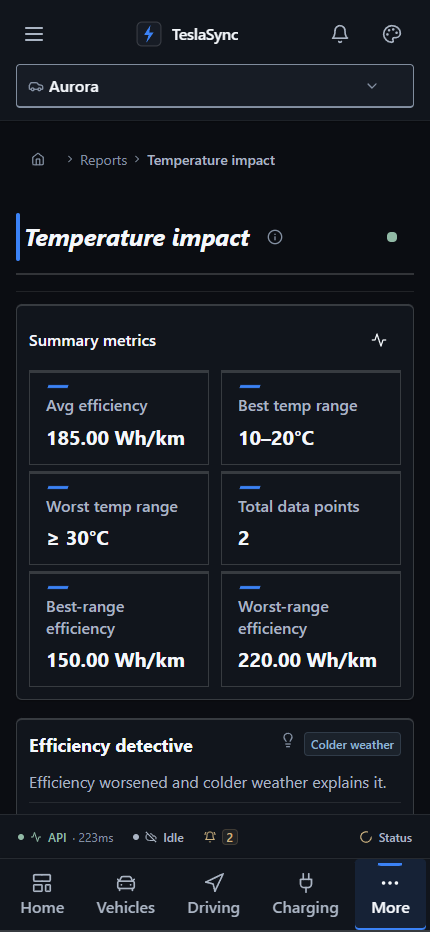 TeslaSync
Aurora
Reports Temperature impact
Temperature impact
Summary metrics
Avg efficiency
185.00 Wh/km
Best temp range
10–20°C
Worst temp range
≥ 30°C
Total data points
2
Best-range
efficiency
150.00 Wh/km
Worst-range
efficiency
220.00 Wh/km
Efficiency detective
Colder weather
Efficiency worsened and colder weather explains it.
API · 223ms
Idle
2
Status
Home
Vehicles
Driving
Charging
More